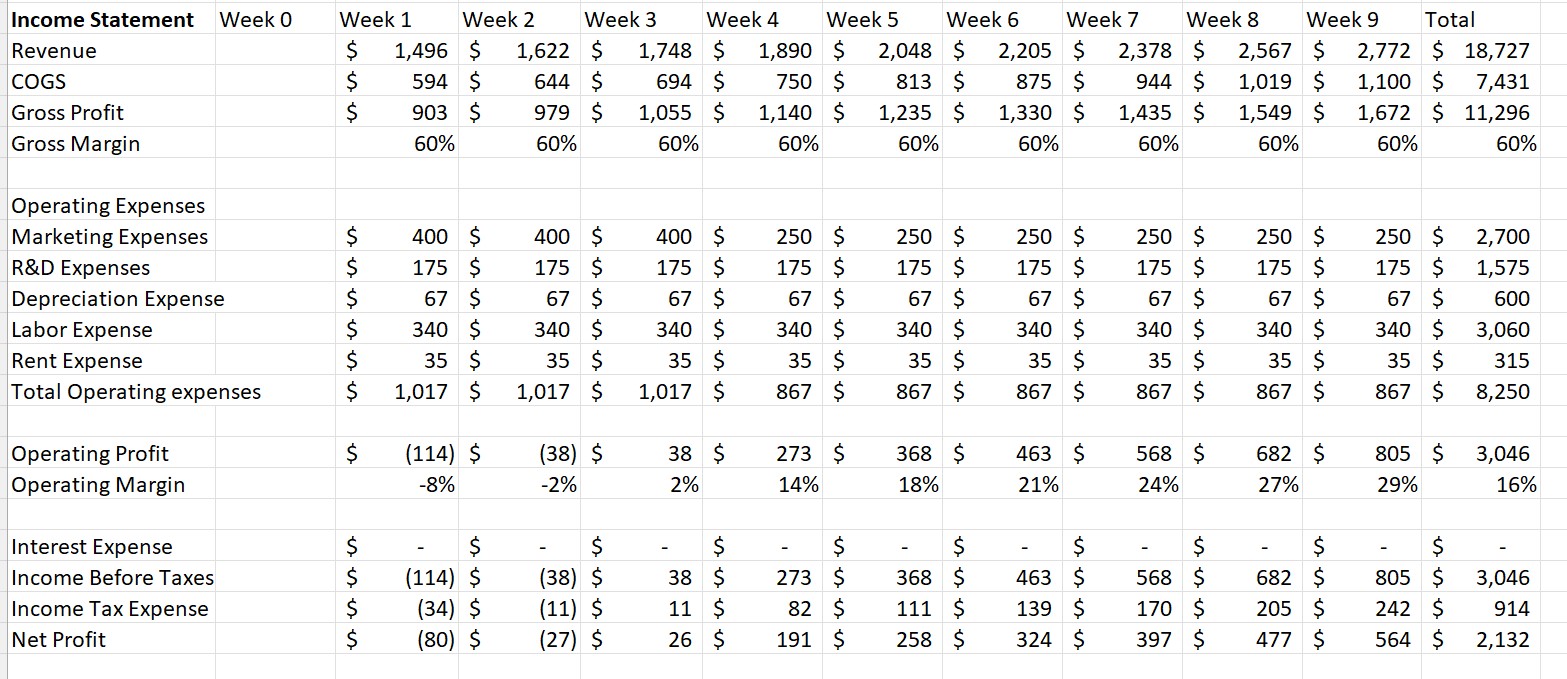 Income Statement Week 0 Week 1 Week 2 Week 3 Week 4 Week 5 Week 6 Week 7 Week 8 Week 9 Total
Revenue $ 1,496 $ 1,622 $ 1,748 $ 1,890 $ 2,048 $ 2,205 $ 2,378 $ 2,567 $ 2,772 $ 18,727
COGS $ 594 $ 644 $ 694 $ 750 $ 813 $ 875 $ 944 $ 1,019 $ 1,100 $ 7,431
Gross Profit $ 903 $ 979 $ 1,055 $ 1,140 $ 1,235 $ 1,330 $ 1,435 $ 1,549 $ 1,672 $ 11,296
Gross Margin 60% 60% 60% 60% 60% 60% 60% 60% 60% 60%
Operating Expenses
Marketing Expenses $ 400 $ 400 $ 400 $ 250 $ 250 $ 250 $ 250 $ 250 $ 250 $ 2,700
R&D Expenses $ 175 $ 175 $ 175 $ 175 $ 175 $ 175 $ 175 $ 175 $ 175 $ 1,575
Depreciation Expense $ 67 $ 67 $ 67 $ 67 $ 67 $ 67 $ 67 $ 67 $ 67 $ 600
Labor Expense $ 340 $ 340 $ 340 $ 340 $ 340 $ 340 $ 340 $ 340 $ 340 $ 3,060
Rent Expense $ 35 $ 35 $ 35 $ 35 $ 35 $ 35 $ 35 $ 35 $ 35 $ 315
Total Operating expenses $ 1,017 $ 1,017 $ 1,017 $ 867 $ 867 $ 867 $ 867 $ 867 $ 867 $ 8,250
Operating Profit $ (114) $ (38) $ 38 $ 273 $ 368 $ 463 $ 568 $ 682 $ 805 $ 3,046
Operating Margin -8% -2% 2% 14% 18% 21% 24% 27% 29% 16%
Interest Expense $ - $ - $ - $ - $ - $ - $ - $ - $ - $ -
Income Before Taxes $ (114) $ (38) $ 38 $ 273 $ 368 $ 463 $ 568 $ 682 $ 805 $ 3,046
Income Tax Expense $ (34) $ (11) $ 11 $ 82 $ 111 $ 139 $ 170 $ 205 $ 242 $ 914
Net Profit $ (80) $ (27) $ 26 $ 191 $ 258 $ 324 $ 397 $ 477 $ 564 $ 2,132